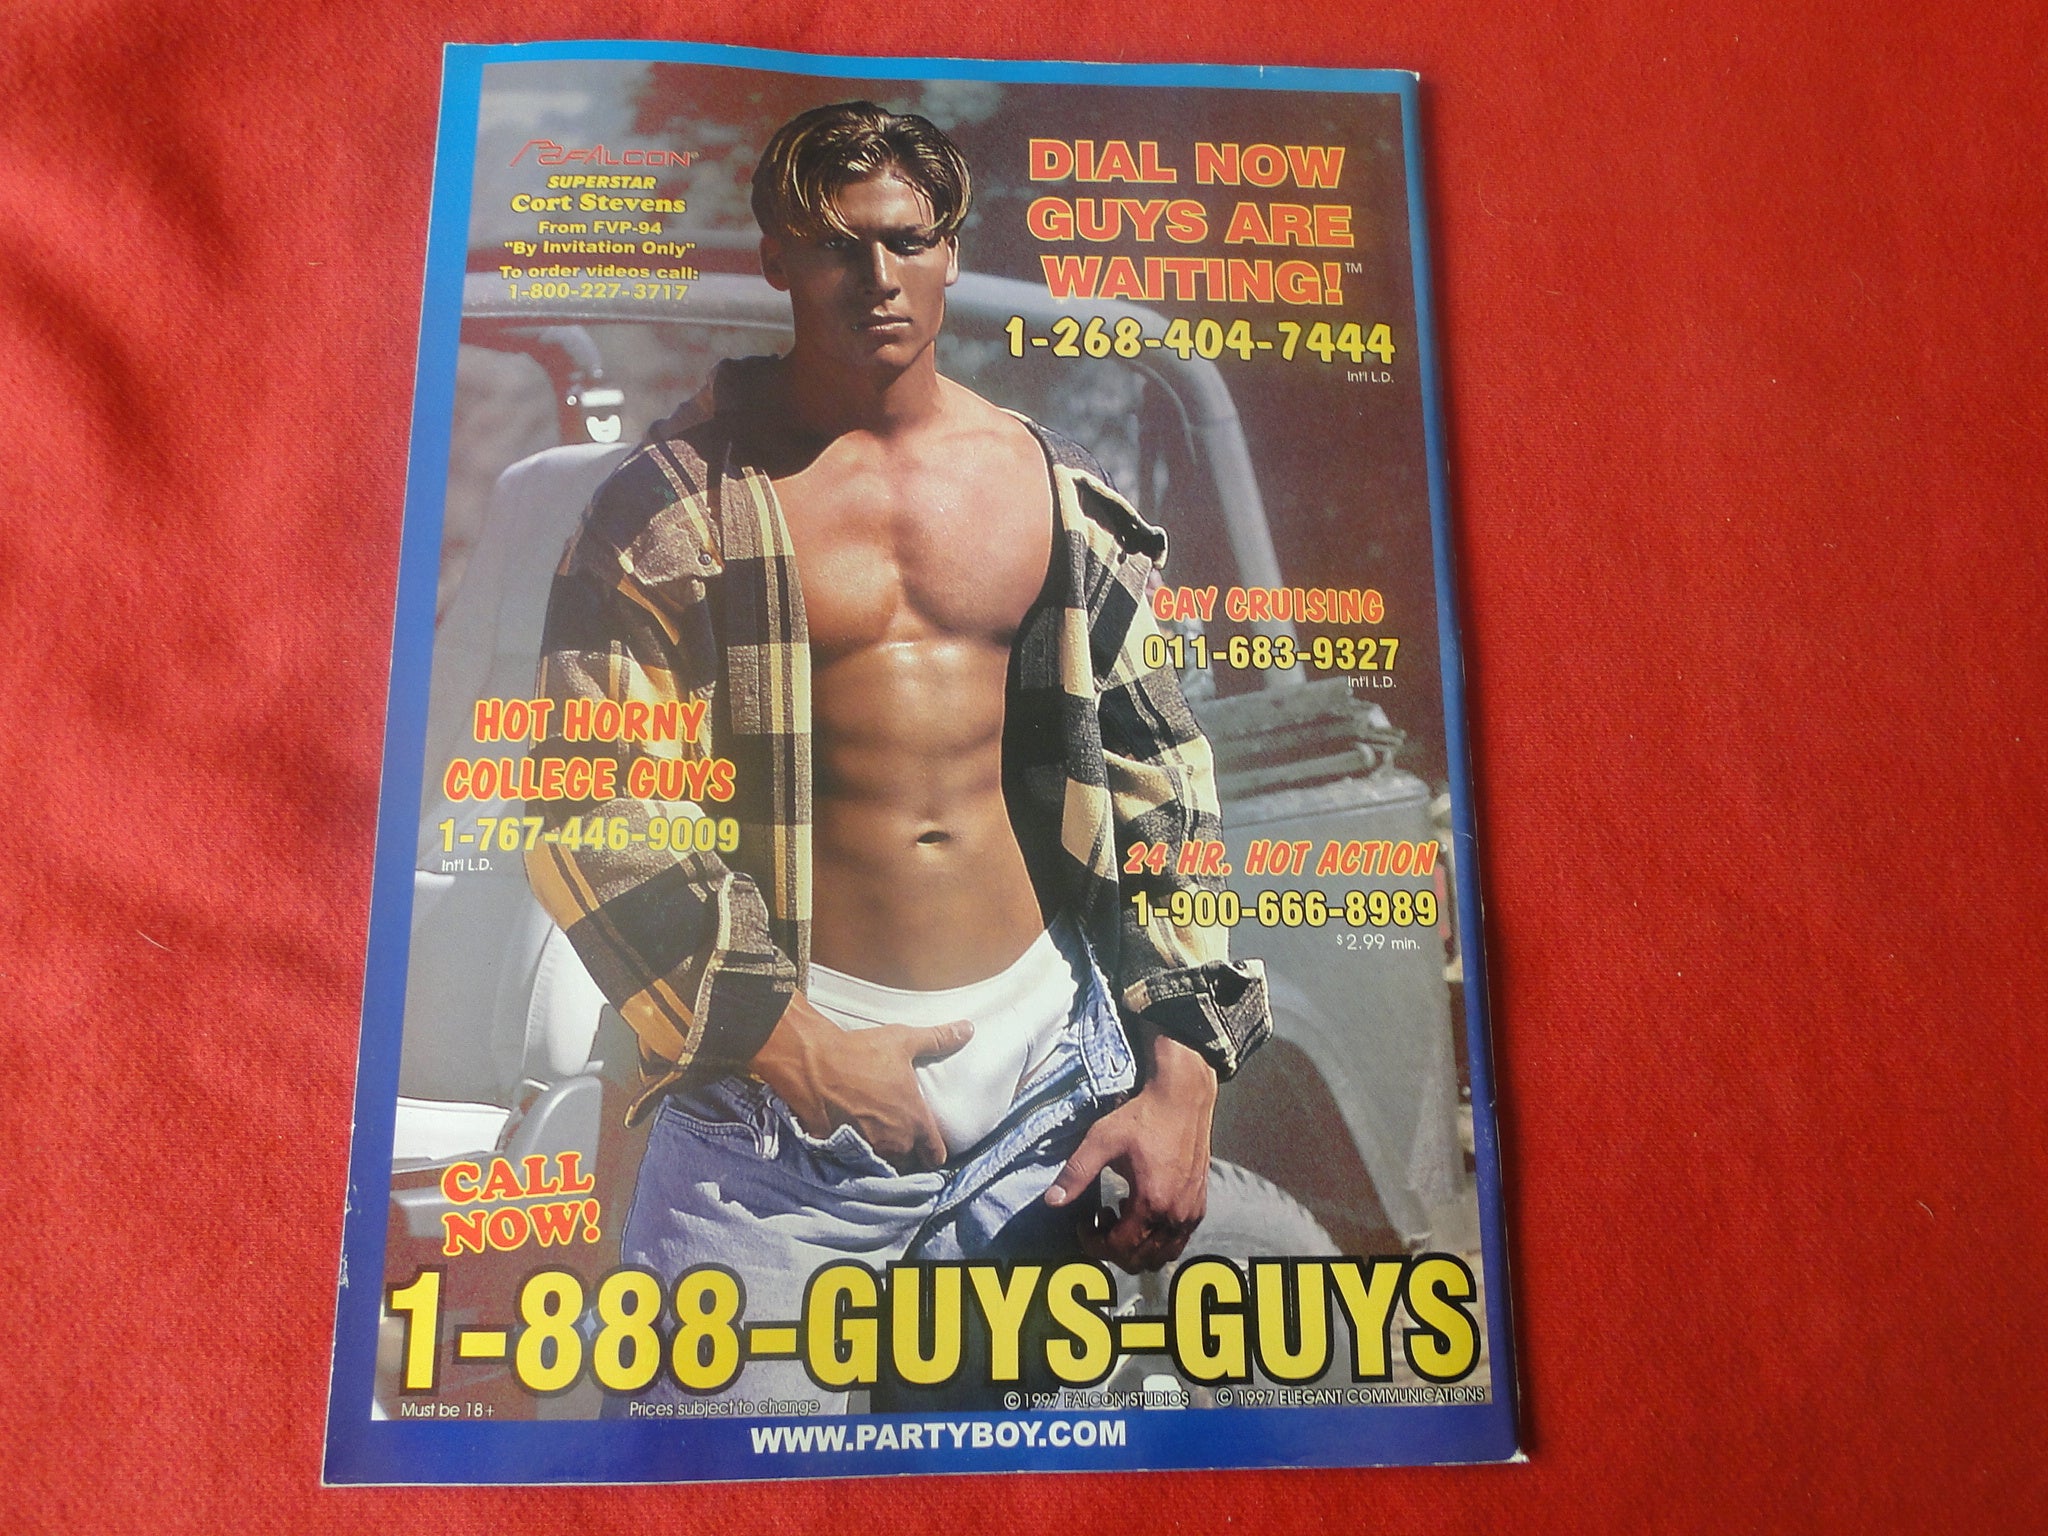 FALCON®
SUPERSTAR
Cort Stevens
From FVP-94
"By Invitation Only"
To order videos call:
1-800-227-3717
DIAL NOW
GUYS ARE
WAITING!™
1-268-404-7444
Int'l L.D.
GAY CRUISING
011-683-9327
Int'l L.D.
HOT HORNY
COLLEGE GUYS
1-767-446-9009
Int'l L.D.
24 HR. HOT ACTION
1-900-666-8989
$2.99 min.
CALL
NOW!
1-888-GUYS-GUYS
Must be 18+
Prices subject to change
©1997 FALCON STUDIOS
© 1997 ELEGANT COMMUNICATIONS
WWW.PARTYBOY.COM